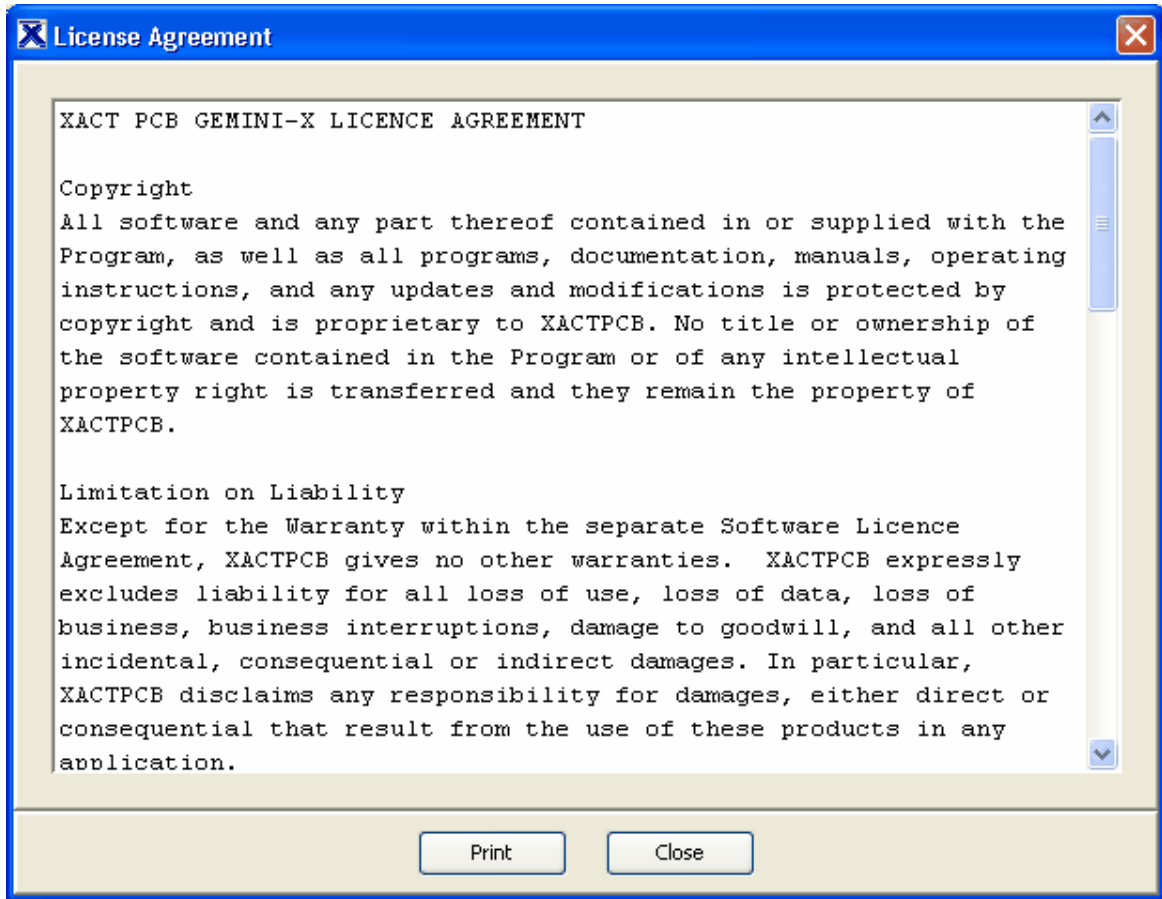 License Agreement
XACT PCB GEMINI-X LICENCE AGREEMENT
Copyright
All software and any part thereof contained in or supplied with the
Program, as well as all programs, documentation, manuals, operating
instructions, and any updates and modifications is protected by
copyright and is proprietary to XACTPCB. No title or ownership of
the software contained in the Program or of any intellectual
property right is transferred and they remain the property of
XACTPCB.
Limitation on Liability
Except for the Warranty within the separate Software Licence
Agreement, XACTPCB gives no other warranties.  XACTPCB expressly
excludes liability for all loss of use, loss of data, loss of
business, business interruptions, damage to goodwill, and all other
incidental, consequential or indirect damages. In particular,
XACTPCB disclaims any responsibility for damages, either direct or
consequential that result from the use of these products in any
application.
Print
Close